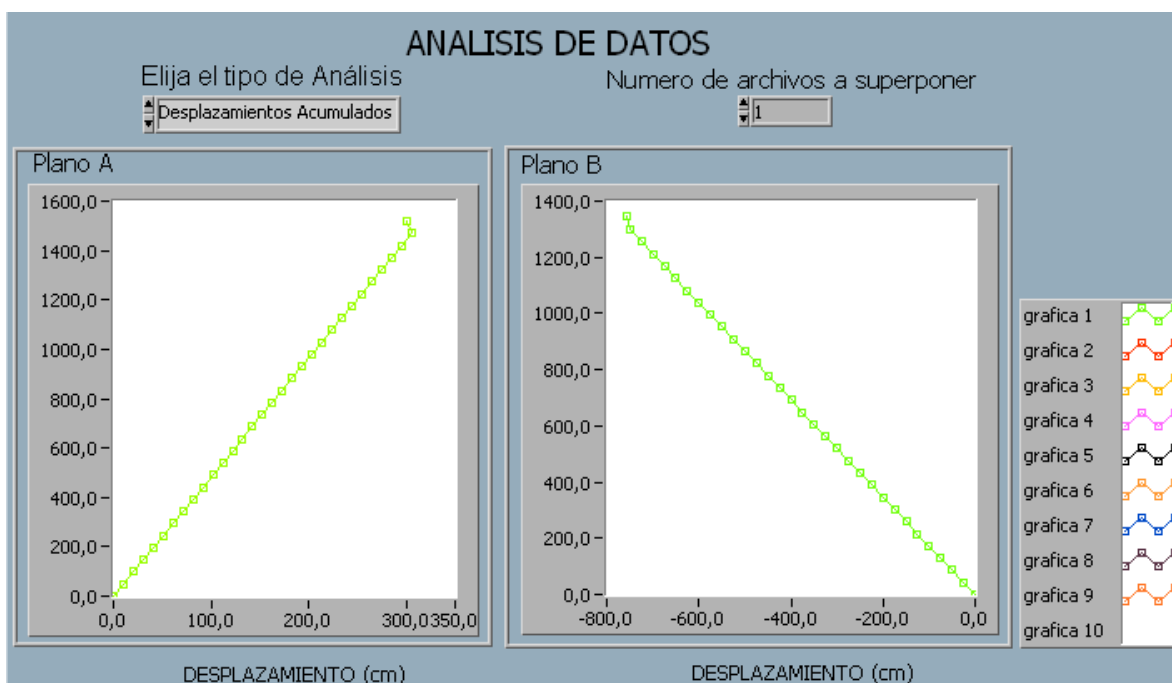 ANALISIS DE DATOS
Elija el tipo de Análisis
Desplazamientos Acumulados
Numero de archivos a superponer
1
Plano A
1600,0
1400,0
1200,0
1000,0
800,0
600,0
400,0
200,0
0,0
0,0 100,0 200,0 300,0 350,0
DESPLAZAMIENTO (cm)
Plano B
1400,0
1200,0
1000,0
800,0
600,0
400,0
200,0
0,0
-800,0 -600,0 -400,0 -200,0 0,0
DESPLAZAMIENTO (cm)
grafica 1
grafica 2
grafica 3
grafica 4
grafica 5
grafica 6
grafica 7
grafica 8
grafica 9
grafica 10